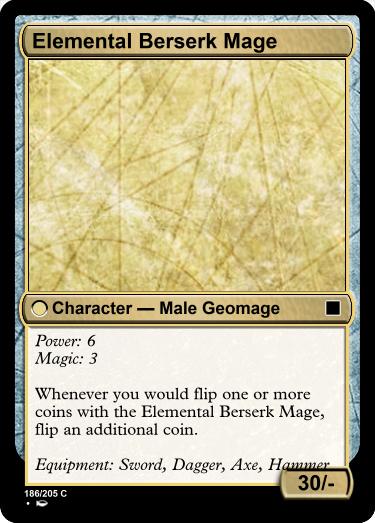 Elemental Berserk Mage
Character — Male Geomage
Power: 6
Magic: 3
Whenever you would flip one or more
coins with the Elemental Berserk Mage,
flip an additional coin.
Equipment: Sword, Dagger, Axe, Hammer
30/-
186/205 C